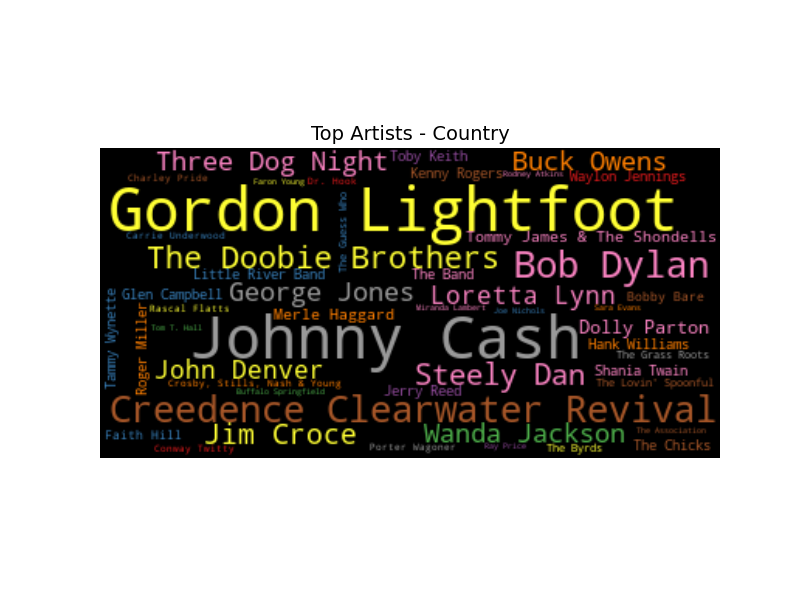 Top Artists - Country
Three Dog Night
Toby Keith
Buck Owens
Charley Pride
Faron Young
Dr. Hook
Kenny Rogers
Rodney Atkins
Waylon Jennings
Gordon Lightfoot
The Guess Who
Carrie Underwood
Tommy James & The Shondells
The Doobie Brothers
Bob Dylan
Little River Band
The Band
Glen Campbell
George Jones
Loretta Lynn
Bobby Bare
Tammy Wynette
Roger Miller
Rascal Flatts
Merle Haggard
Miranda Lambert
Joe Nichols
Sara Evans
Tom T. Hall
Johnny Cash
Dolly Parton
Hank Williams
The Grass Roots
John Denver
Steely Dan
Shania Twain
Crosby, Stills, Nash & Young
The Lovin' Spoonful
Buffalo Springfield
Jerry Reed
Creedence Clearwater Revival
Faith Hill
Jim Croce
Wanda Jackson
The Association
Conway Twitty
Porter Wagoner
Ray Price
The Byrds
The Chicks